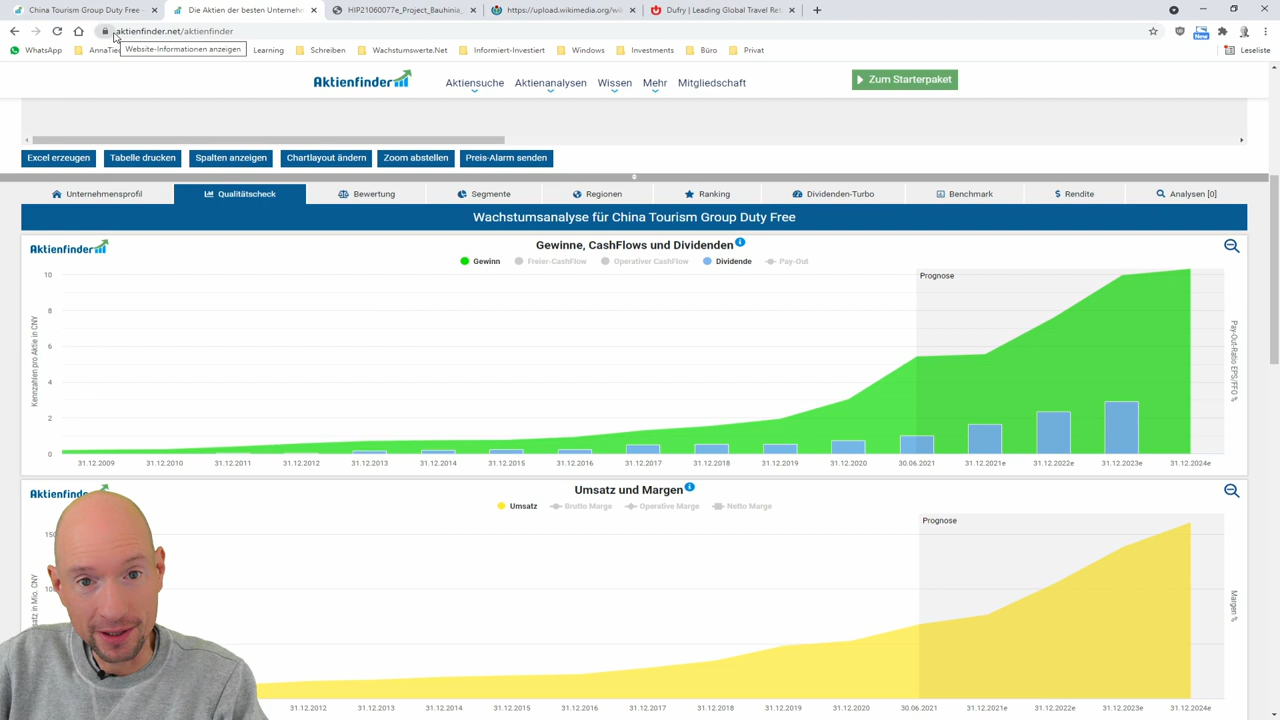 China Tourism Group Duty Free -
Die Aktien der besten Unternehm
HIP21060077e_Project_Bauhinia_
https://upload.wikimedia.org/wi
Dufry | Leading Global Travel Ret
aktienfinder.net/aktienfinder
WhatsApp
AnnaTie
Website-Informationen anzeigen
Learning
Schreiben
Wachstumswerte.Net
Informiert-Investiert
Windows
Investments
Büro
Privat
New
Leseliste
Aktienfinder
Aktiensuche
Aktienanalysen
Wissen
Mehr
Mitgliedschaft
Zum Starterpaket
Excel erzeugen
Tabelle drucken
Spalten anzeigen
Chartlayout ändern
Zoom abstellen
Preis-Alarm senden
Unternehmensprofil
Qualitätscheck
Bewertung
Segmente
Regionen
Ranking
Dividenden-Turbo
Benchmark
Rendite
Analysen [0]
Wachstumsanalyse für China Tourism Group Duty Free
Aktienfinder
Gewinne, CashFlows und Dividenden
Gewinn
Freier-CashFlow
Operativer CashFlow
Dividende
Pay-Out
Prognose
10
8
6
4
2
0
Kennzahlen pro Aktie in CNY
Pay-Out-Ratio EPS/FFO %
31.12.2009
31.12.2010
31.12.2011
31.12.2012
31.12.2013
31.12.2014
31.12.2015
31.12.2016
31.12.2017
31.12.2018
31.12.2019
31.12.2020
30.06.2021
31.12.2021e
31.12.2022e
31.12.2023e
31.12.2024e
Aktienfinder
Umsatz und Margen
Umsatz
Brutto Marge
Operative Marge
Netto Marge
Prognose
satz in Mio. CNY
Margen %
31.12.2012
31.12.2013
31.12.2014
31.12.2015
31.12.2016
31.12.2017
31.12.2018
31.12.2019
31.12.2020
30.06.2021
31.12.2021e
31.12.2022e
31.12.2023e
31.12.2024e